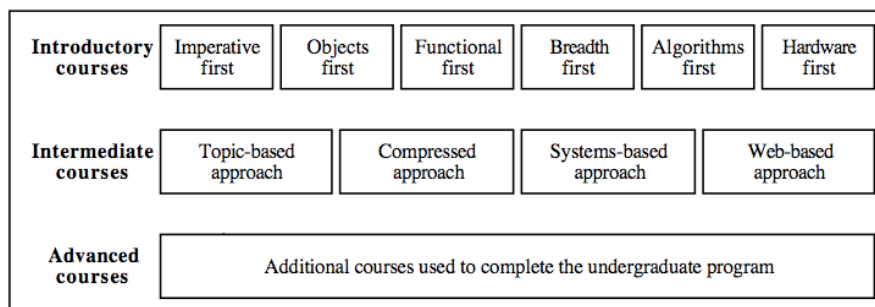 Introductory courses
Imperative first
Objects first
Functional first
Breadth first
Algorithms first
Hardware first
Intermediate courses
Topic-based approach
Compressed approach
Systems-based approach
Web-based approach
Advanced courses
Additional courses used to complete the undergraduate program